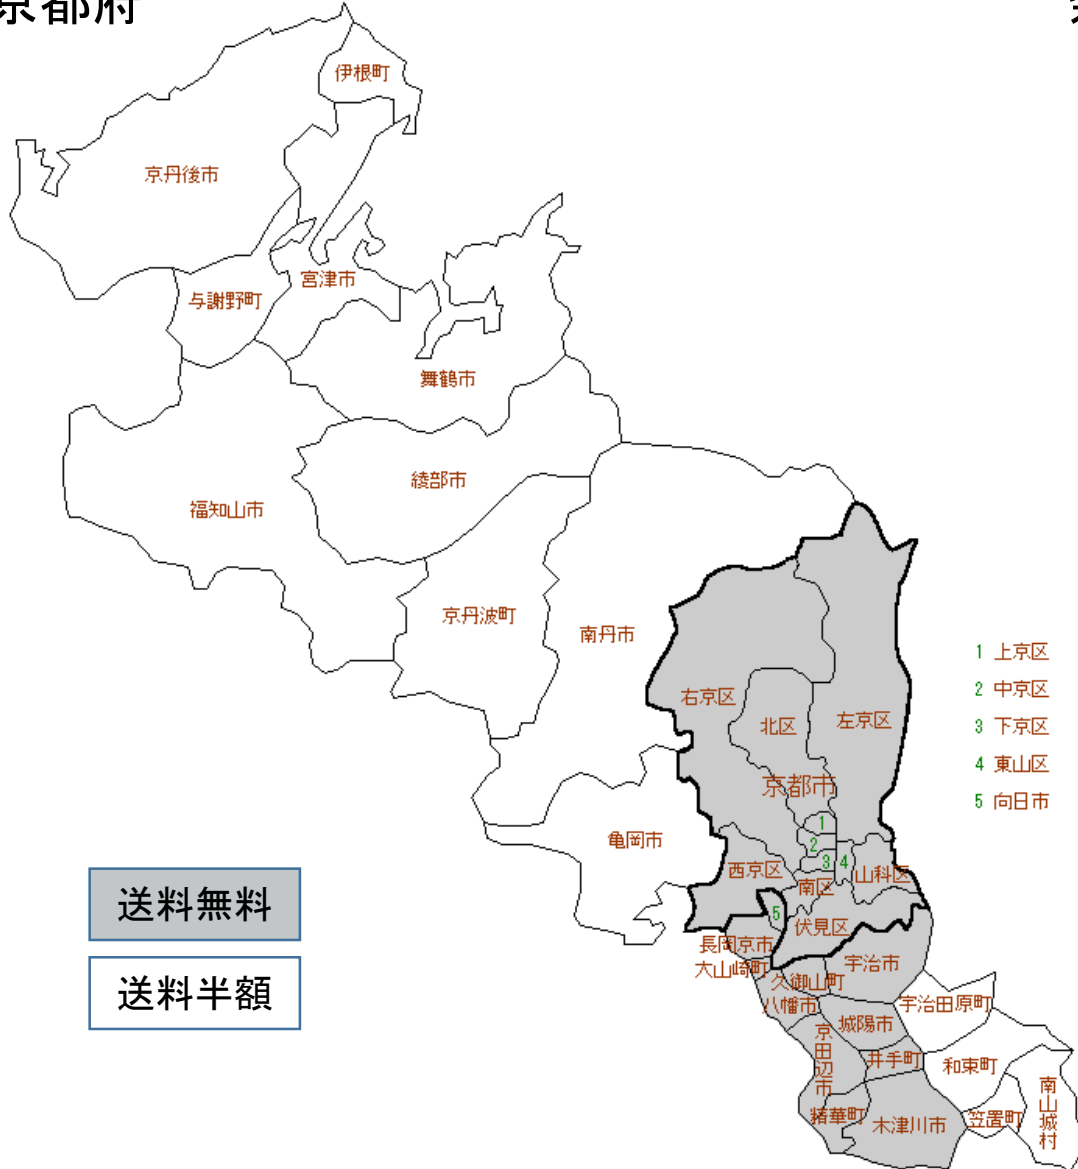 京都府
伊根町
京丹後市
宮津市
与謝野町
舞鶴市
綾部市
福知山市
京丹波町
南丹市
右京区
北区
左京区
京都市
1 上京区
2 中京区
3 下京区
4 東山区
5 向日市
1
2
3
4
亀岡市
西京区
南区
山科区
5
伏見区
長岡京市
大山崎町
久御山町
宇治市
八幡市
城陽市
宇治田原町
京田辺市
井手町
和束町
精華町
木津川市
笠置町
南山城村
送料無料
送料半額